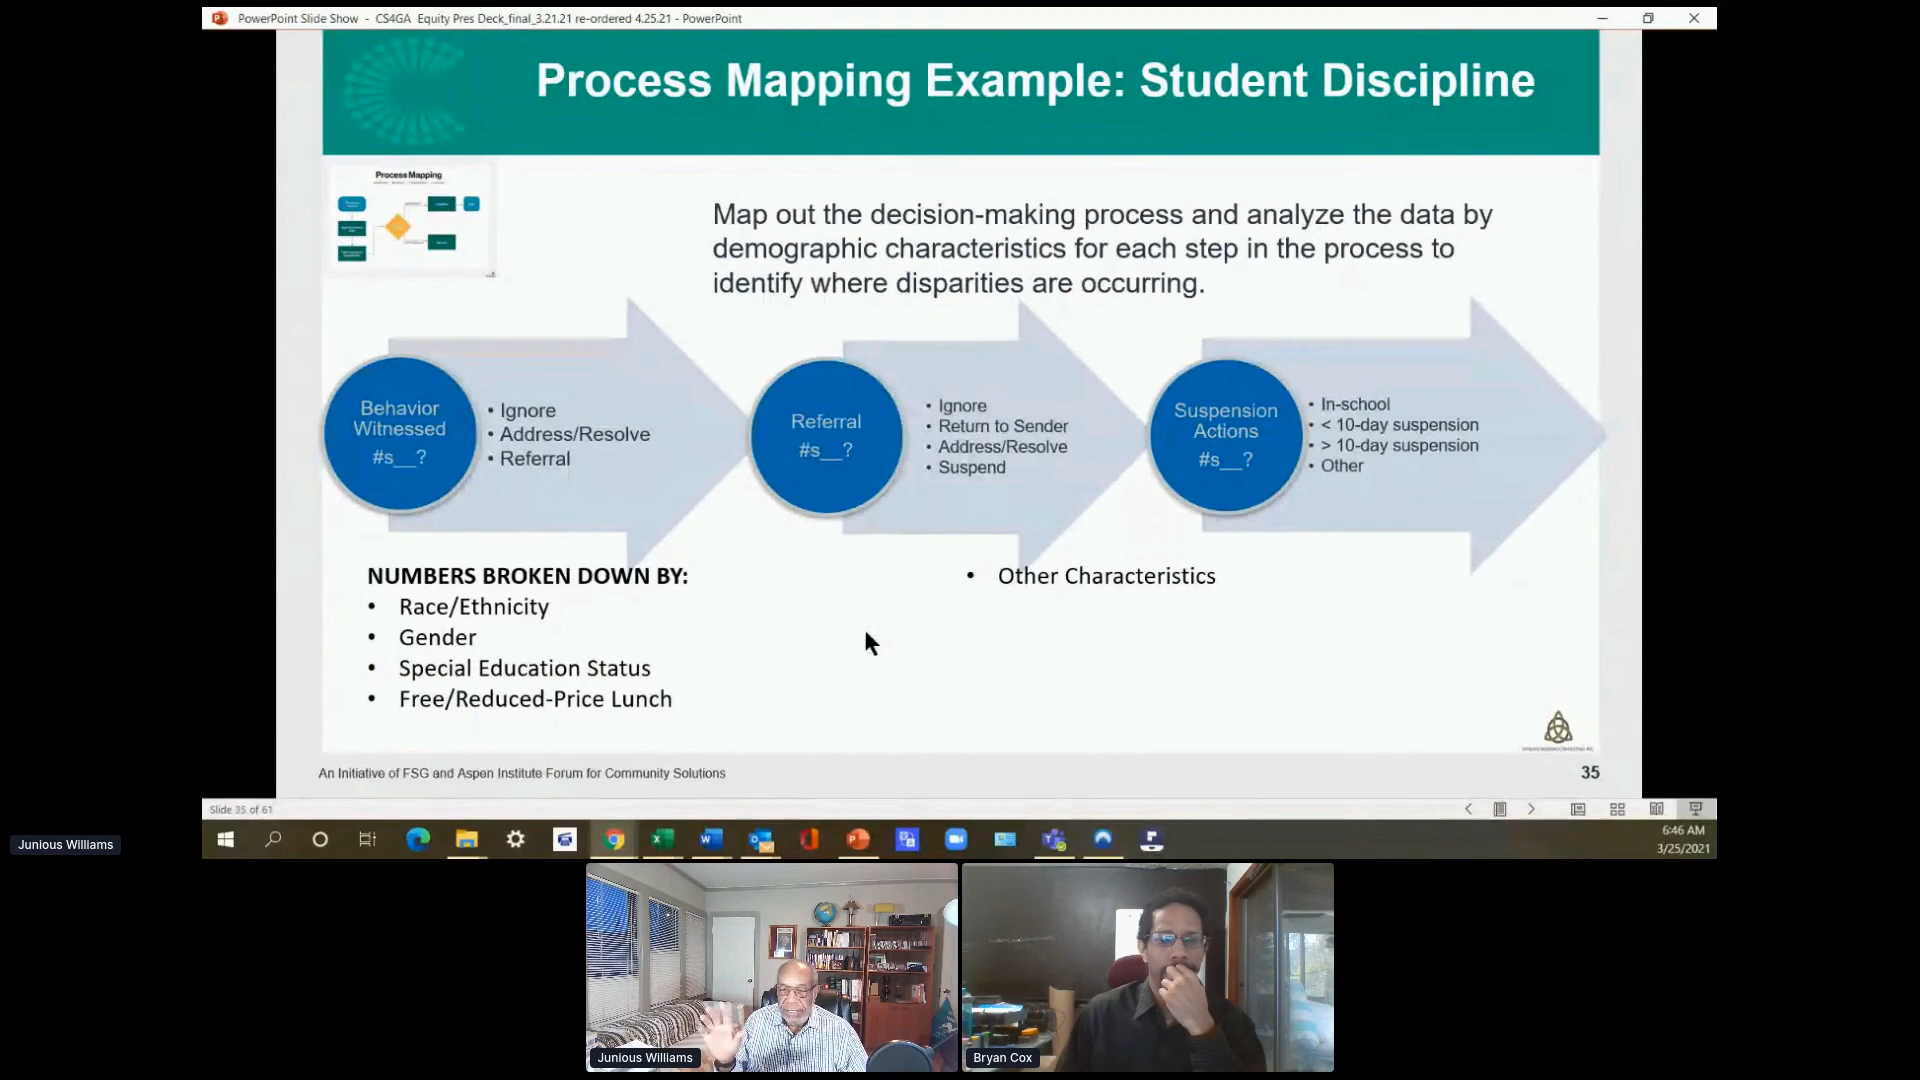 PowerPoint Slide Show - CS4GA Equity Pres Deck_final_3.21.21 re-ordered 4.25.21 - PowerPoint
Process Mapping Example: Student Discipline
Process Mapping
Map out the decision-making process and analyze the data by
demographic characteristics for each step in the process to
identify where disparities are occurring.
Behavior
Witnessed
#s__?
• Ignore
• Address/Resolve
• Referral
Referral
#s__?
• Ignore
• Return to Sender
• Address/Resolve
• Suspend
Suspension
Actions
#s__?
• In-school
• < 10-day suspension
• > 10-day suspension
• Other
NUMBERS BROKEN DOWN BY:
• Race/Ethnicity
• Gender
• Special Education Status
• Free/Reduced-Price Lunch
• Other Characteristics
An Initiative of FSG and Aspen Institute Forum for Community Solutions
35
Slide 35 of 61
6:46 AM
3/25/2021
Junious Williams
Junious Williams
Bryan Cox